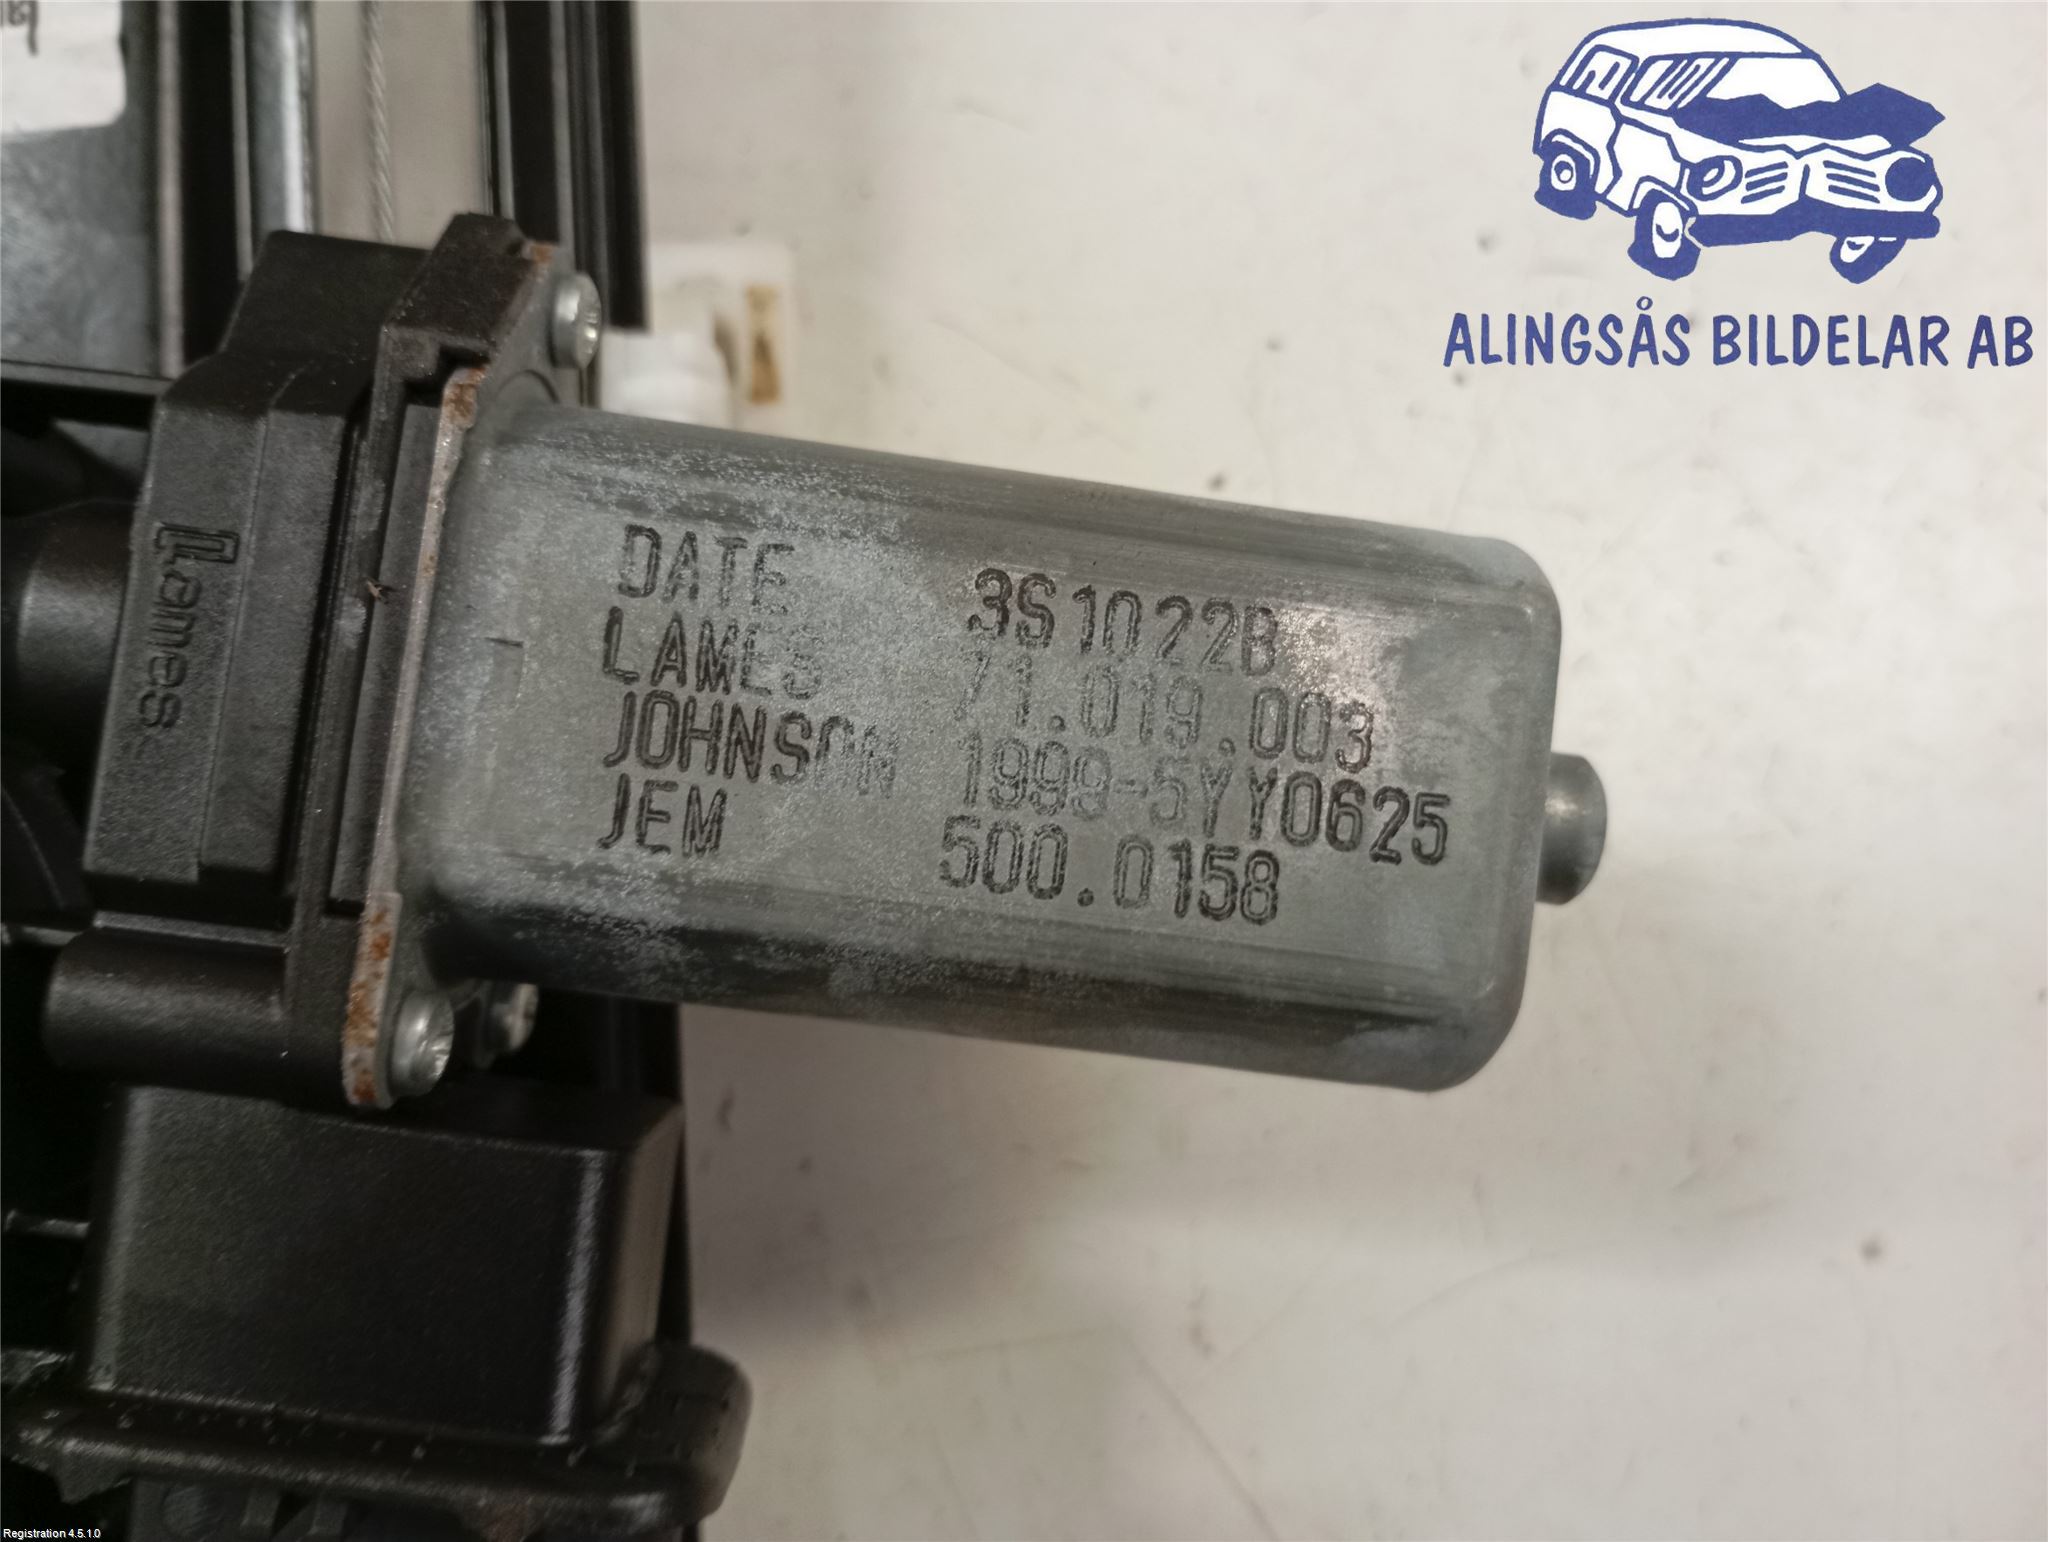 ALINGSÅS BILDELAR AB
Lames
DATE 3S1022B
LAMES 71.019.003
JOHNSON 1999-5YY0625
JEM 500.0158
Registration 4.5.1.0